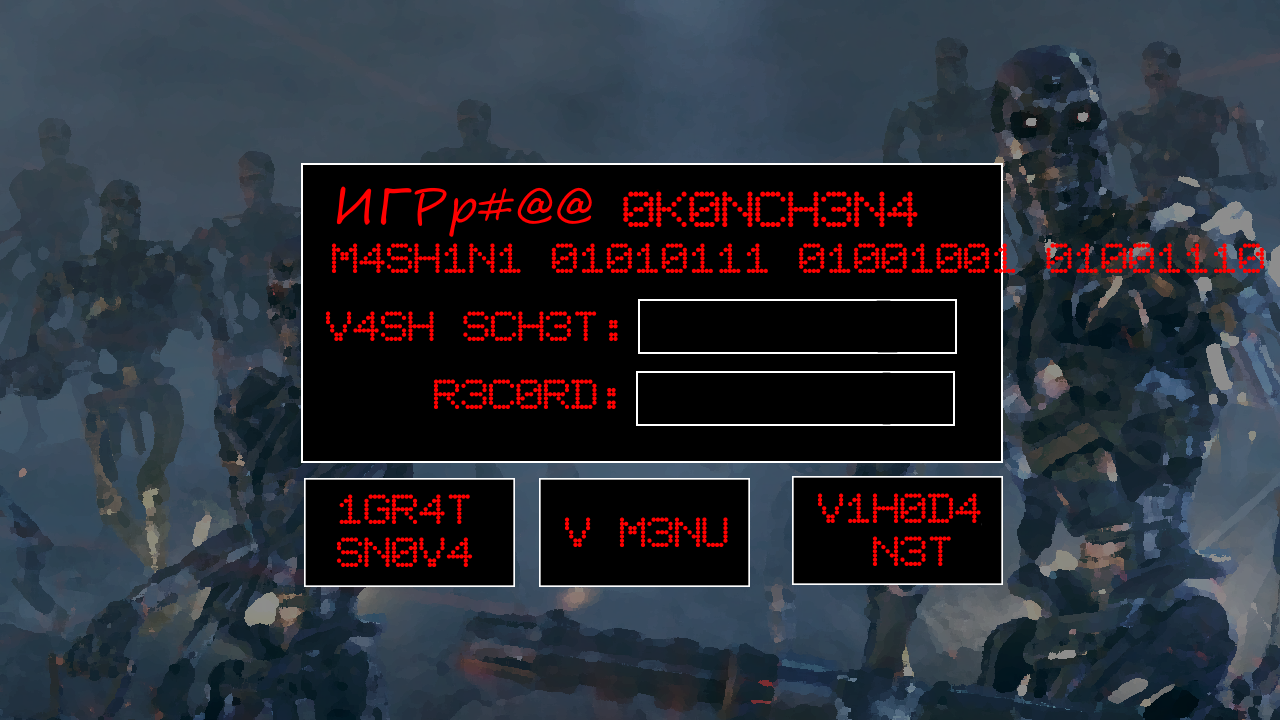 ИГРр#@@ 0K0NCH3N4
M4SH1N1 01010111 01001001 01001110
V4SH SCH3T:
R3C0RD:
1GR4T
SN0V4
V M3NU
V1H0D4
N3T